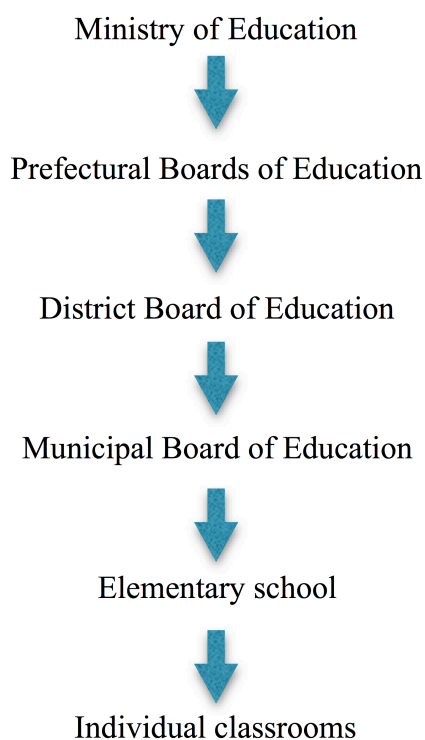 Ministry of Education
Prefectural Boards of Education
District Board of Education
Municipal Board of Education
Elementary school
Individual classrooms